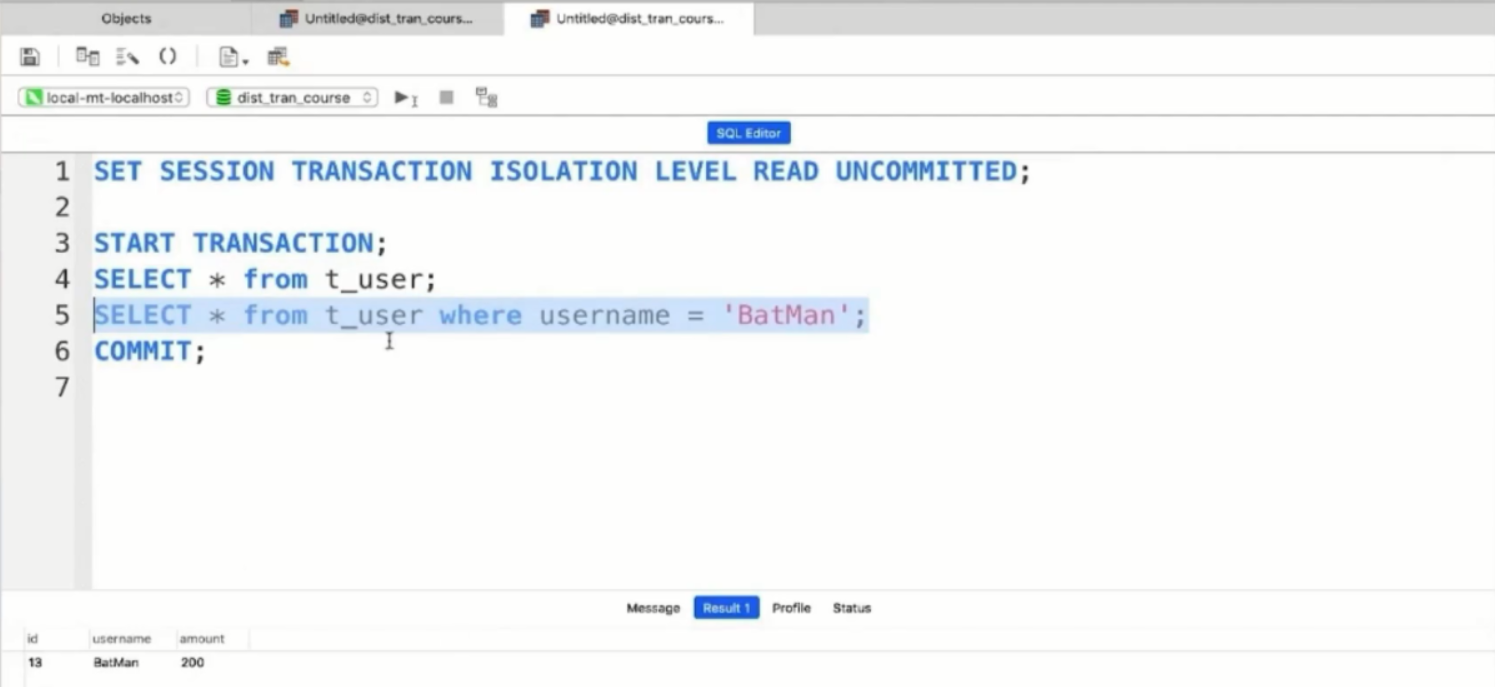 Objects
Untitled@dist_tran_cours...
Untitled@dist_tran_cours...
local-mt-localhost
dist_tran_course
SQL Editor
1 SET SESSION TRANSACTION ISOLATION LEVEL READ UNCOMMITTED;
2
3 START TRANSACTION;
4 SELECT * from t_user;
5 SELECT * from t_user where username = 'BatMan';
6 COMMIT;
7
Message Result 1 Profile Status
id username amount
13 BatMan 200